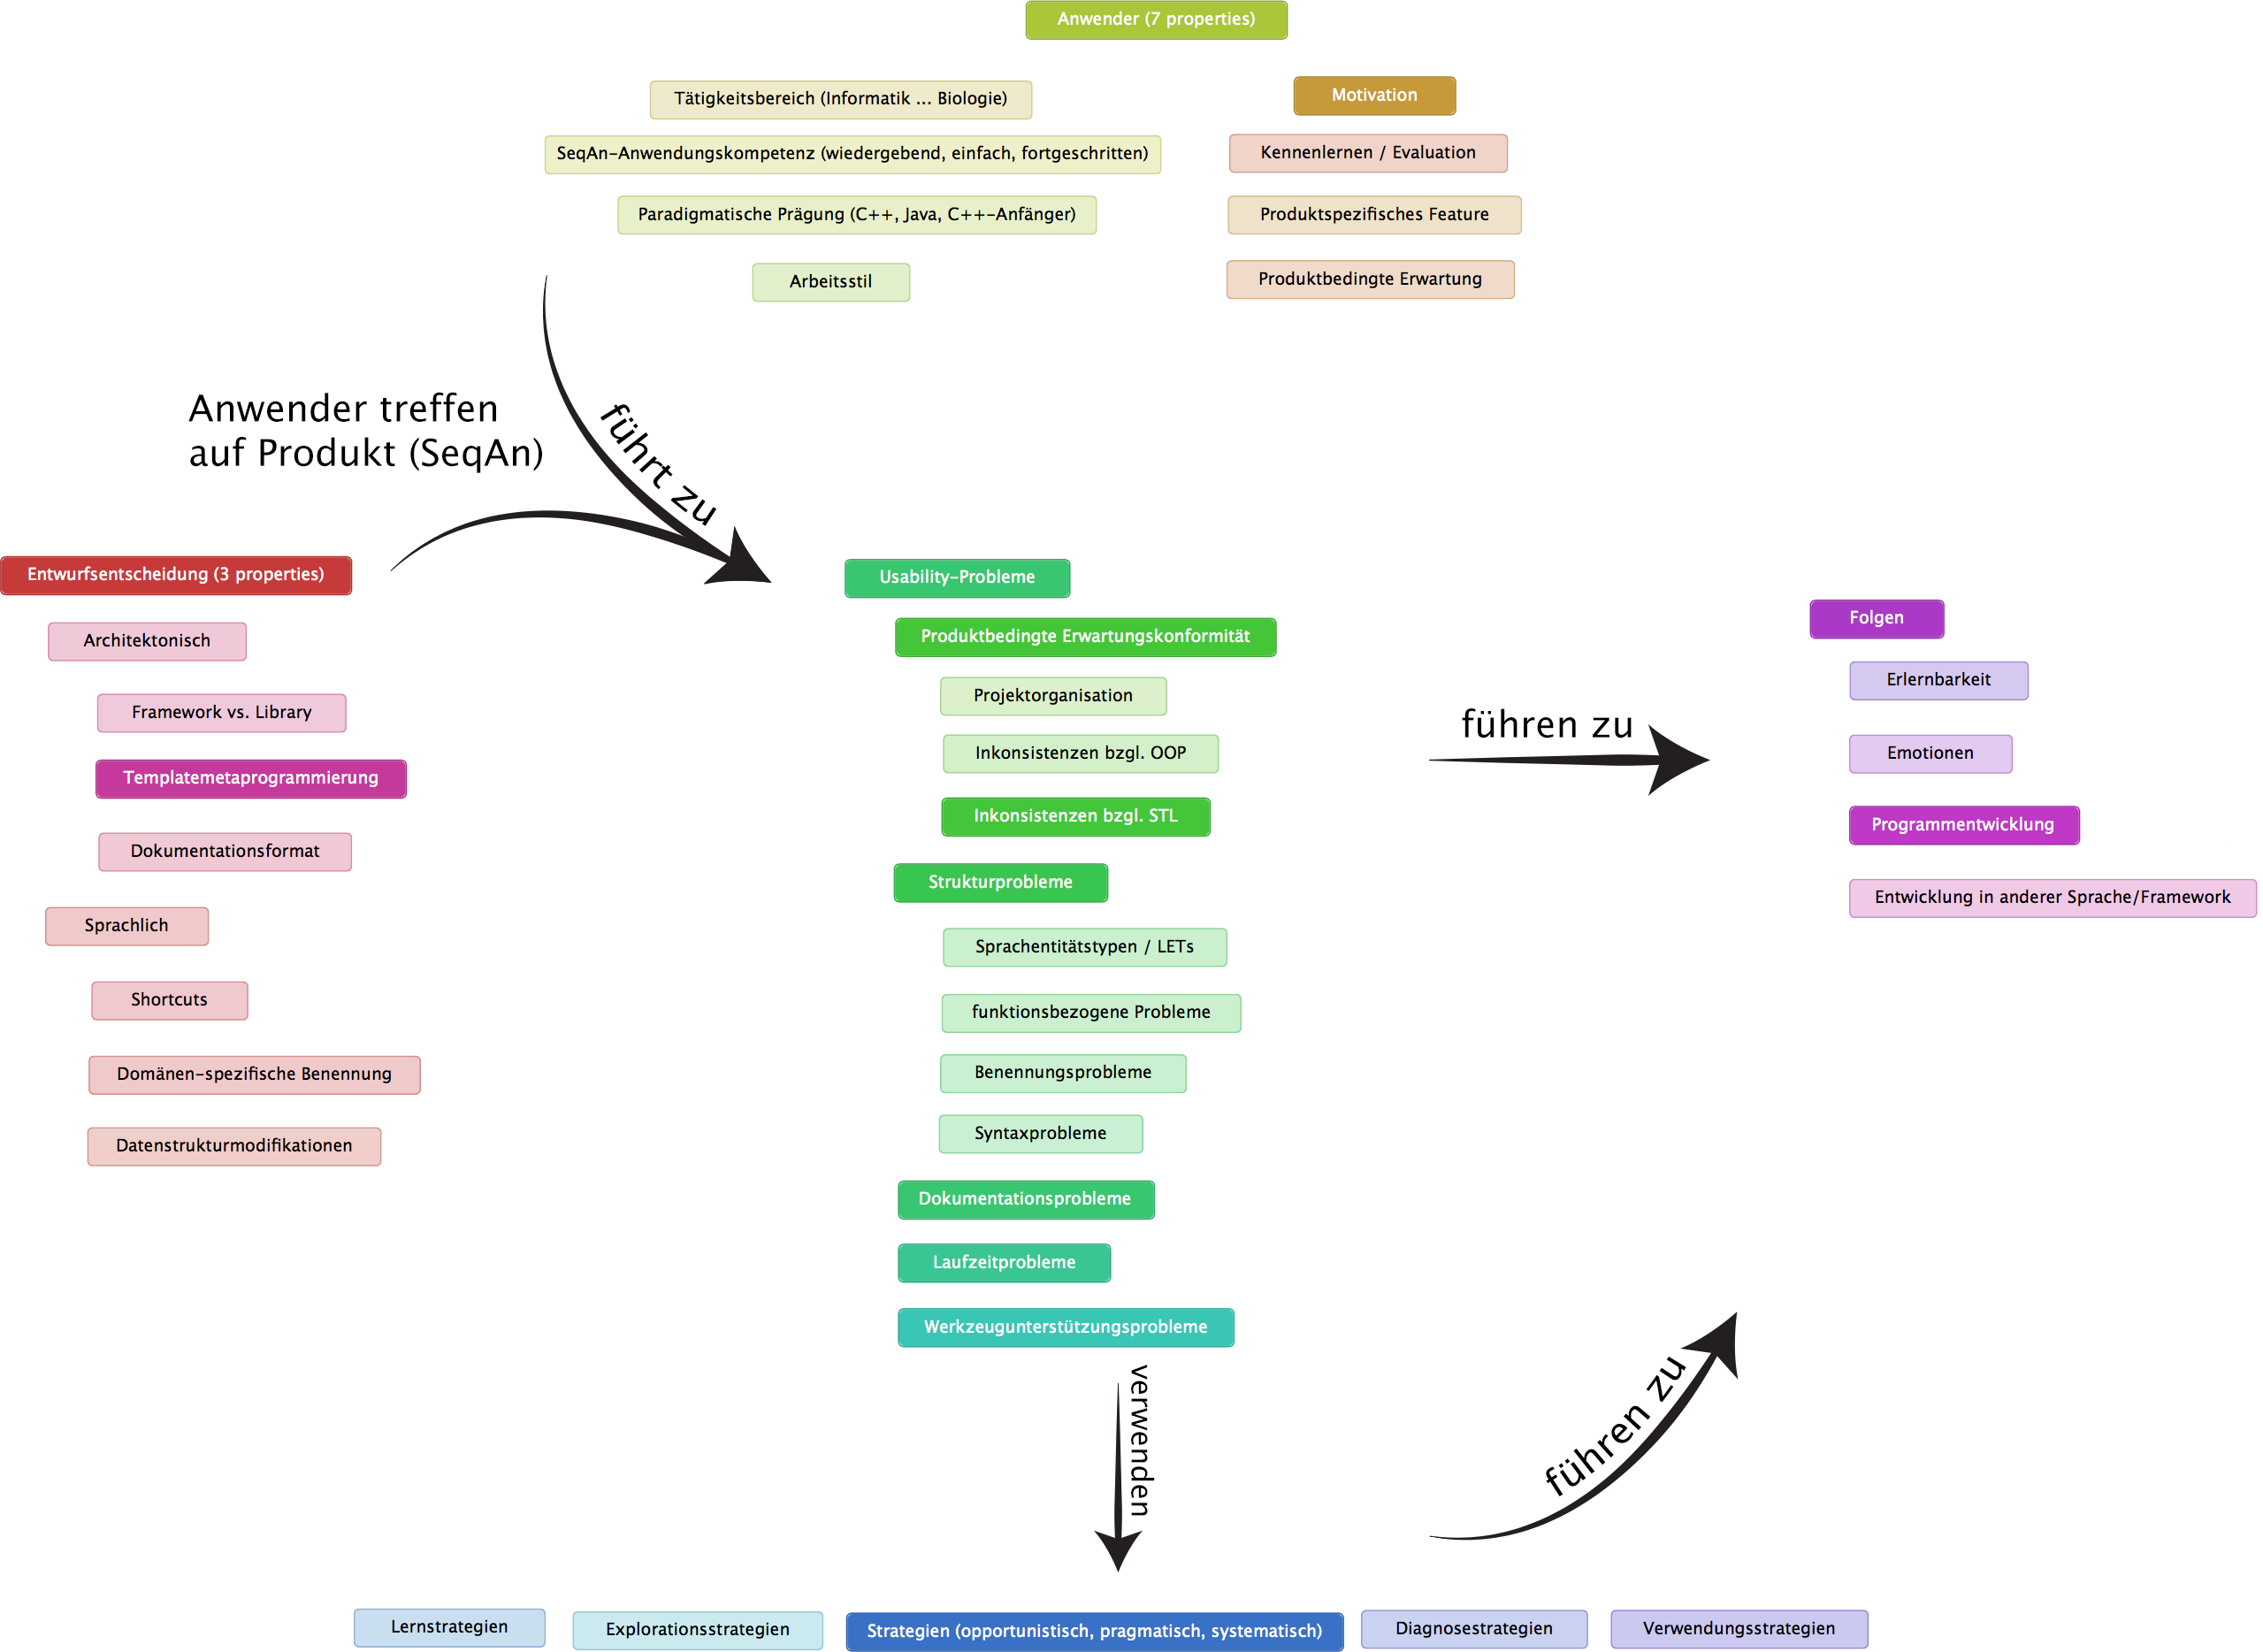 Anwender (7 properties)
Tätigkeitsbereich (Informatik ... Biologie)
SeqAn-Anwendungskompetenz (wiedergebend, einfach, fortgeschritten)
Paradigmatische Prägung (C++, Java, C++-Anfänger)
Arbeitsstil
Motivation
Kennenlernen / Evaluation
Produktspezifisches Feature
Produktbedingte Erwartung
Anwender treffen
auf Produkt (SeqAn)
führt zu
Entwurfsentscheidung (3 properties)
Architektonisch
Framework vs. Library
Templatemetaprogrammierung
Dokumentationsformat
Sprachlich
Shortcuts
Domänen-spezifische Benennung
Datenstrukturmodifikationen
Usability-Probleme
Produktbedingte Erwartungskonformität
Projektorganisation
Inkonsistenzen bzgl. OOP
Inkonsistenzen bzgl. STL
Strukturprobleme
Sprachentitätstypen / LETs
funktionsbezogene Probleme
Benennungsprobleme
Syntaxprobleme
Dokumentationsprobleme
Laufzeitprobleme
Werkzeugunterstützungsprobleme
führen zu
Folgen
Erlernbarkeit
Emotionen
Programmentwicklung
Entwicklung in anderer Sprache/Framework
verwenden
führen zu
Lernstrategien
Explorationsstrategien
Strategien (opportunistisch, pragmatisch, systematisch)
Diagnosestrategien
Verwendungsstrategien